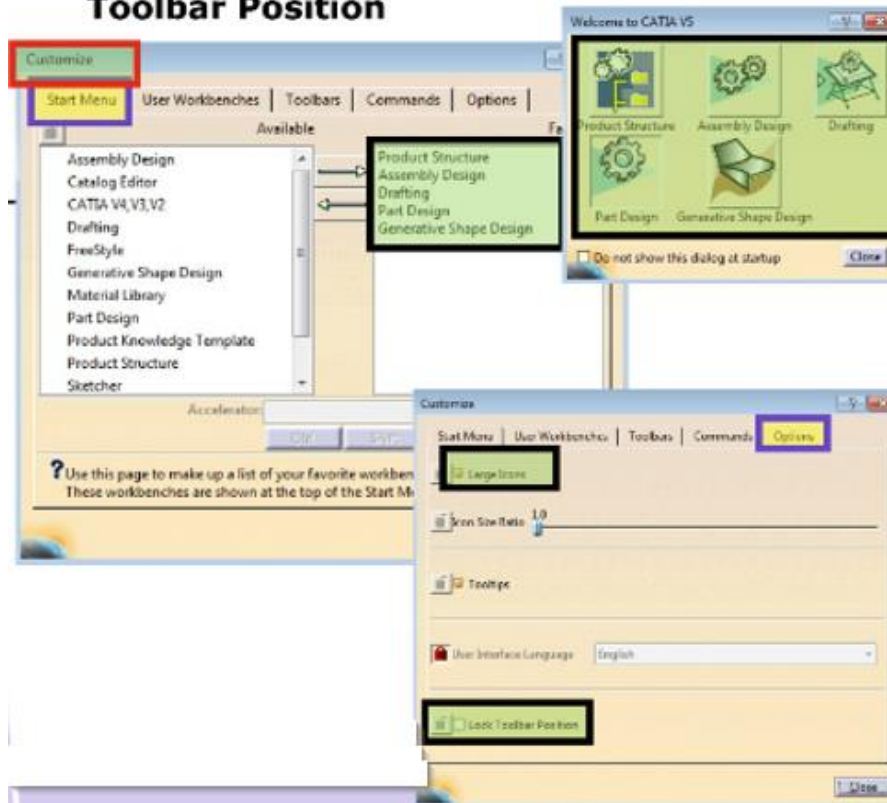 Toolbar Position
Customize
Start Menu
User Workbenches
Toolbars
Commands
Options
Available
Assembly Design
Catalog Editor
CATIA V4,V3,V2
Drafting
FreeStyle
Generative Shape Design
Material Library
Part Design
Product Knowledge Template
Product Structure
Sketcher
Product Structure
Assembly Design
Drafting
Part Design
Generative Shape Design
Accelerator:
?Use this page to make up a list of your favorite
These workbenches are shown at the top of the Start
Welcome to CATIA V5
Product Structure
Assembly Design
Drafting
Part Design
Generative Shape Design
Do not show this dialog at startup
Close
Customize
Start Menu
User Workbenches
Toolbars
Commands
Options
Large Icons
Icon Size Ratio
1.0
Tooltips
User Interface Language
English
Lock Toolbar Position
Close